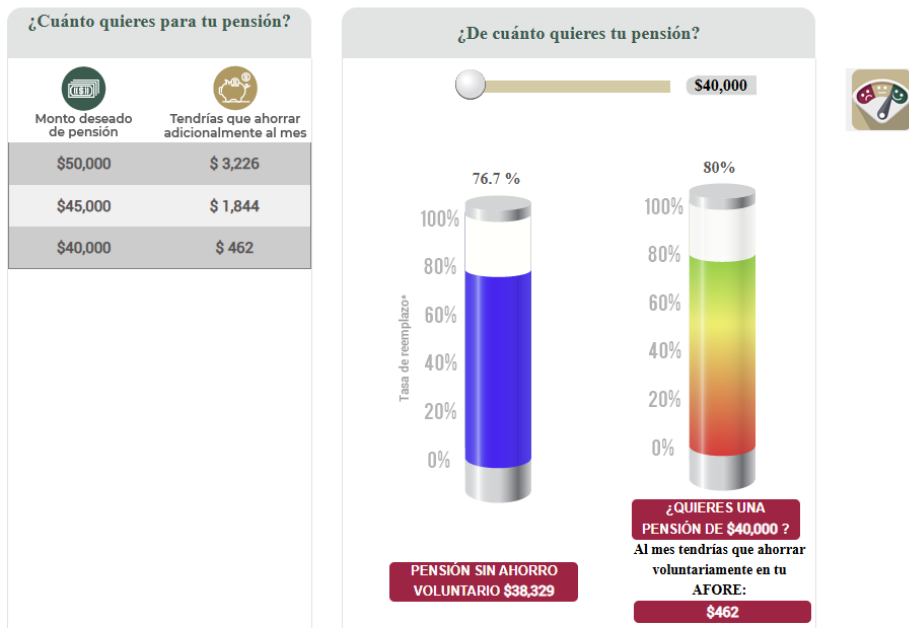 ¿Cuánto quieres para tu pensión?
Monto deseado
de pensión
Tendrías que ahorrar
adicionalmente al mes
$50,000 $ 3,226
$45,000 $ 1,844
$40,000 $ 462
¿De cuánto quieres tu pensión?
$40,000
76.7 %
100%
80%
60%
40%
20%
0%
Tasa de reemplazo*
PENSIÓN SIN AHORRO
VOLUNTARIO $38,329
80%
100%
80%
60%
40%
20%
0%
¿QUIERES UNA
PENSIÓN DE $40,000 ?
Al mes tendrías que ahorrar
voluntariamente en tu
AFORE:
$462